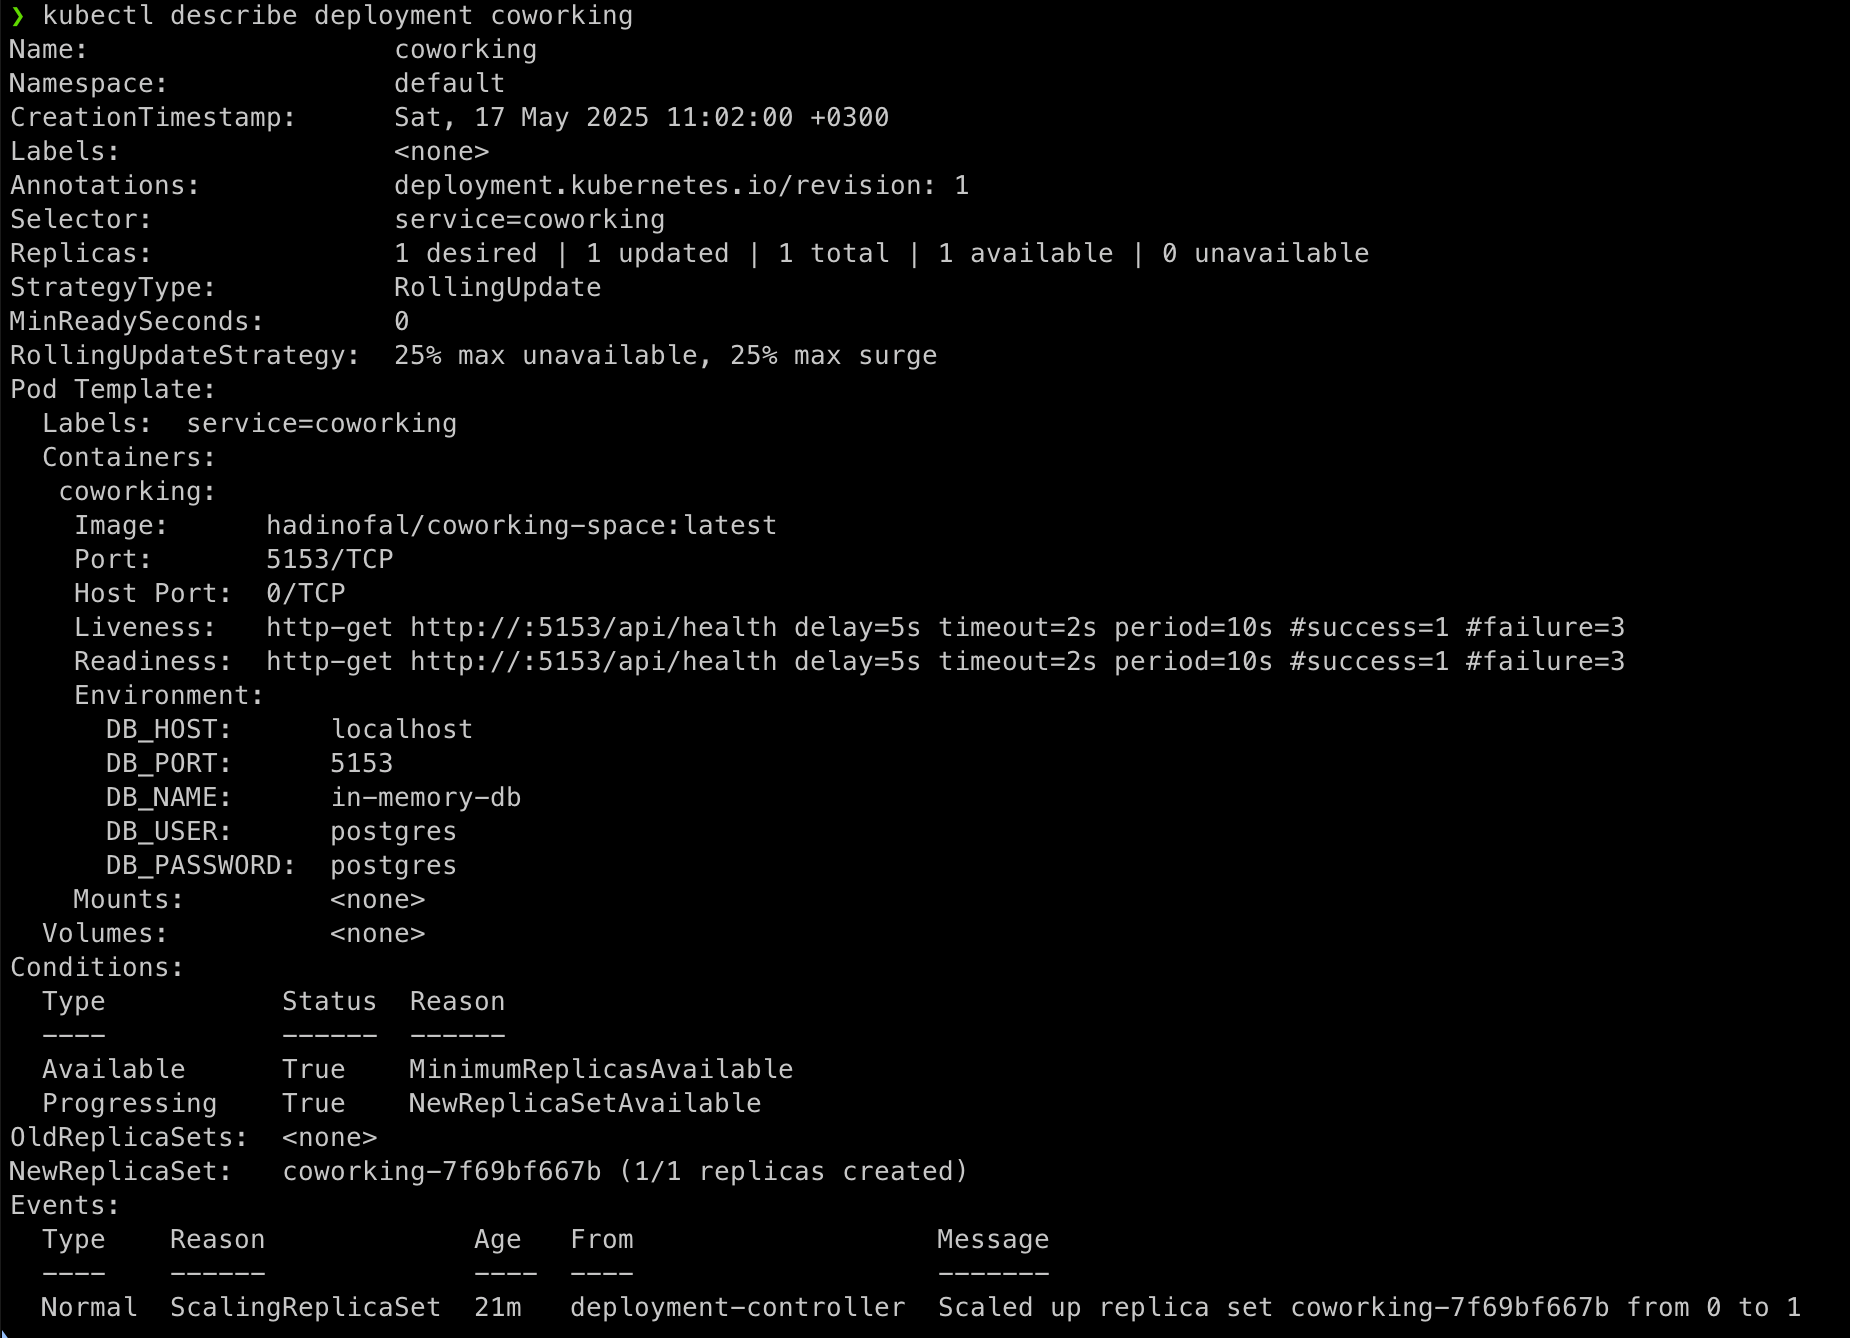 ❯ kubectl describe deployment coworking
Name:                   coworking
Namespace:              default
CreationTimestamp:      Sat, 17 May 2025 11:02:00 +0300
Labels:                 <none>
Annotations:            deployment.kubernetes.io/revision: 1
Selector:               service=coworking
Replicas:               1 desired | 1 updated | 1 total | 1 available | 0 unavailable
StrategyType:           RollingUpdate
MinReadySeconds:        0
RollingUpdateStrategy:  25% max unavailable, 25% max surge
Pod Template:
  Labels:  service=coworking
  Containers:
   coworking:
    Image:      hadinofal/coworking-space:latest
    Port:       5153/TCP
    Host Port:  0/TCP
    Liveness:   http-get http://:5153/api/health delay=5s timeout=2s period=10s #success=1 #failure=3
    Readiness:  http-get http://:5153/api/health delay=5s timeout=2s period=10s #success=1 #failure=3
    Environment:
      DB_HOST:      localhost
      DB_PORT:      5153
      DB_NAME:      in-memory-db
      DB_USER:      postgres
      DB_PASSWORD:  postgres
    Mounts:         <none>
  Volumes:          <none>
Conditions:
  Type           Status  Reason
  ----           ------  ------
  Available      True    MinimumReplicasAvailable
  Progressing    True    NewReplicaSetAvailable
OldReplicaSets:  <none>
NewReplicaSet:   coworking-7f69bf667b (1/1 replicas created)
Events:
  Type    Reason             Age   From                   Message
  ----    ------             ----  ----                   -------
  Normal  ScalingReplicaSet  21m   deployment-controller  Scaled up replica set coworking-7f69bf667b from 0 to 1